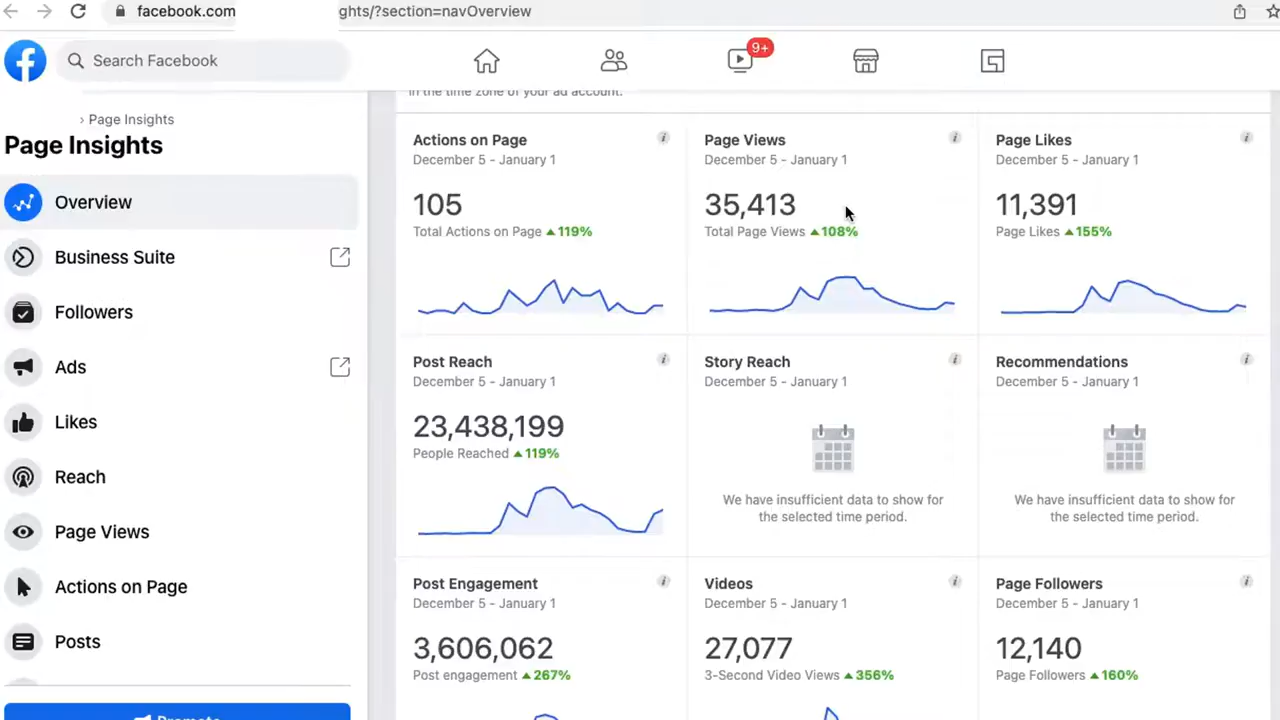 facebook.com
ghts/?section=navOverview
Search Facebook
9+
› Page Insights
Page Insights
Overview
Business Suite
Followers
Ads
Likes
Reach
Page Views
Actions on Page
Posts
in the time zone of your ad account.
Actions on Page
December 5 - January 1
105
Total Actions on Page ▲119%
Page Views
December 5 - January 1
35,413
Total Page Views ▲108%
Page Likes
December 5 - January 1
11,391
Page Likes ▲155%
Post Reach
December 5 - January 1
23,438,199
People Reached ▲119%
Story Reach
December 5 - January 1
We have insufficient data to show for
the selected time period.
Recommendations
December 5 - January 1
We have insufficient data to show for
the selected time period.
Post Engagement
December 5 - January 1
3,606,062
Post engagement ▲267%
Videos
December 5 - January 1
27,077
3-Second Video Views ▲356%
Page Followers
December 5 - January 1
12,140
Page Followers ▲160%
Promote